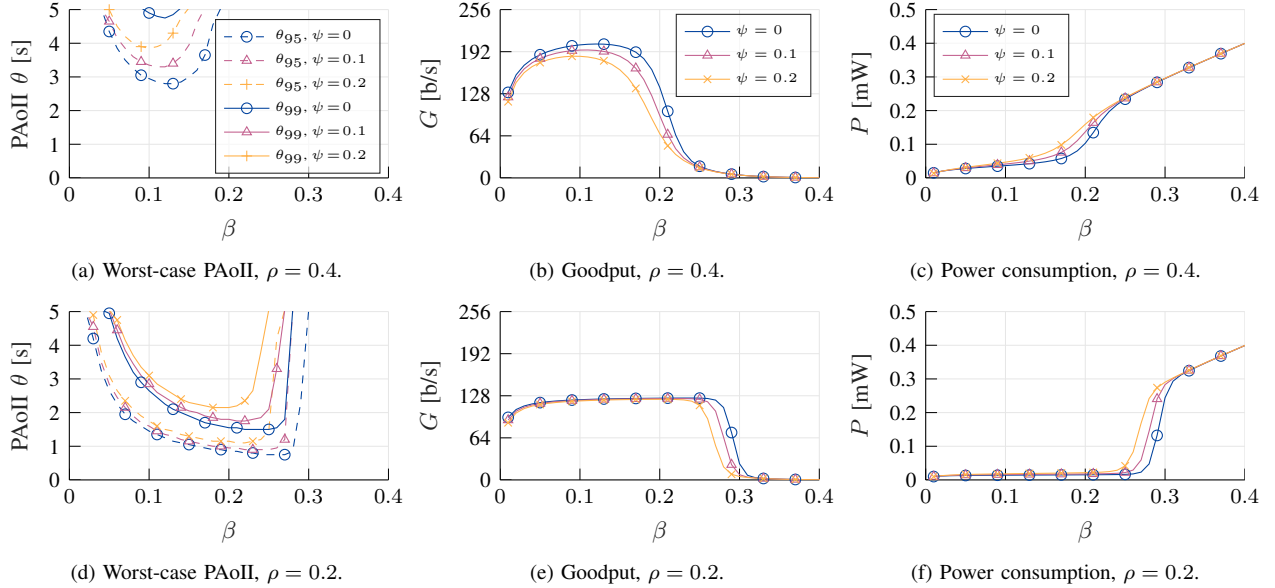 PAoII θ [s]
5
4
3
2
1
0
0
0.1
0.2
0.3
0.4
β
θ95, ψ=0
θ95, ψ=0.1
θ95, ψ=0.2
θ99, ψ=0
θ99, ψ=0.1
θ99, ψ=0.2
(a) Worst-case PAoII, ρ = 0.4.
G [b/s]
256
192
128
64
0
0
0.1
0.2
0.3
0.4
β
ψ = 0
ψ = 0.1
ψ = 0.2
(b) Goodput, ρ = 0.4.
P [mW]
0.5
0.4
0.3
0.2
0.1
0
0
0.1
0.2
0.3
0.4
β
ψ = 0
ψ = 0.1
ψ = 0.2
(c) Power consumption, ρ = 0.4.
PAoII θ [s]
5
4
3
2
1
0
0
0.1
0.2
0.3
0.4
β
(d) Worst-case PAoII, ρ = 0.2.
G [b/s]
256
192
128
64
0
0
0.1
0.2
0.3
0.4
β
(e) Goodput, ρ = 0.2.
P [mW]
0.5
0.4
0.3
0.2
0.1
0
0
0.1
0.2
0.3
0.4
β
(f) Power consumption, ρ = 0.2.